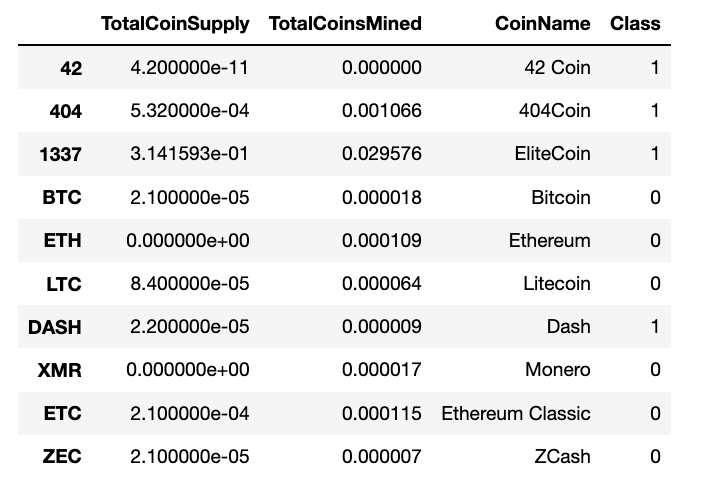 TotalCoinSupply TotalCoinsMined CoinName Class
42 4.200000e-11 0.000000 42 Coin 1
404 5.320000e-04 0.001066 404Coin 1
1337 3.141593e-01 0.029576 EliteCoin 1
BTC 2.100000e-05 0.000018 Bitcoin 0
ETH 0.000000e+00 0.000109 Ethereum 0
LTC 8.400000e-05 0.000064 Litecoin 0
DASH 2.200000e-05 0.000009 Dash 1
XMR 0.000000e+00 0.000017 Monero 0
ETC 2.100000e-04 0.000115 Ethereum Classic 0
ZEC 2.100000e-05 0.000007 ZCash 0